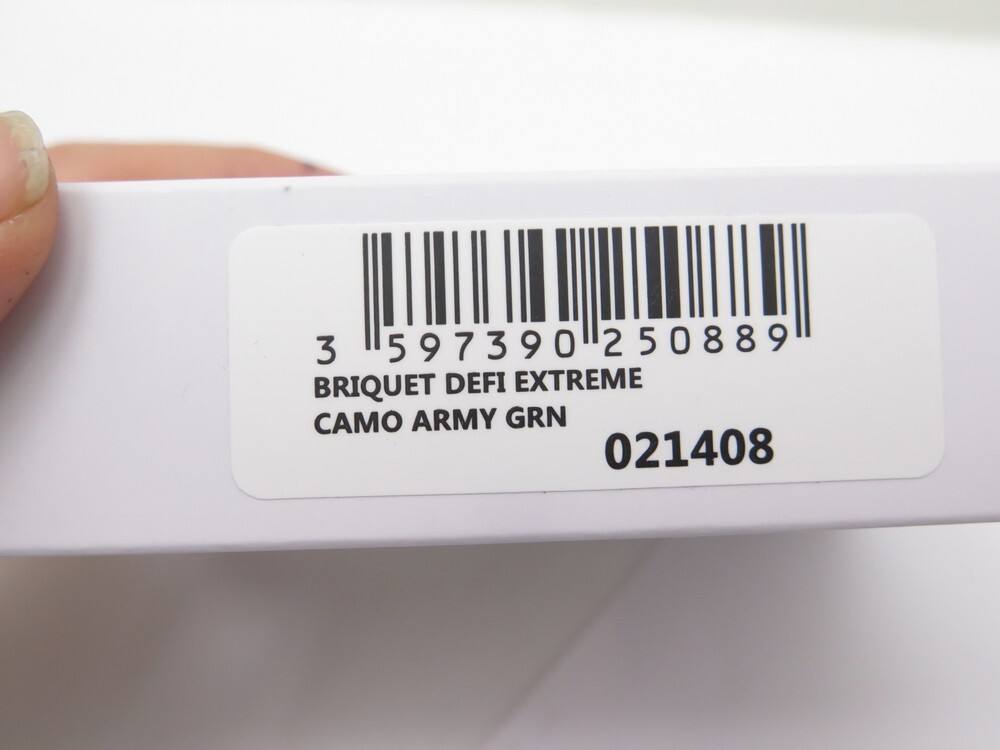 3 597390 250889
BRIQUET DEFI EXTREME
CAMO ARMY GRN
021408